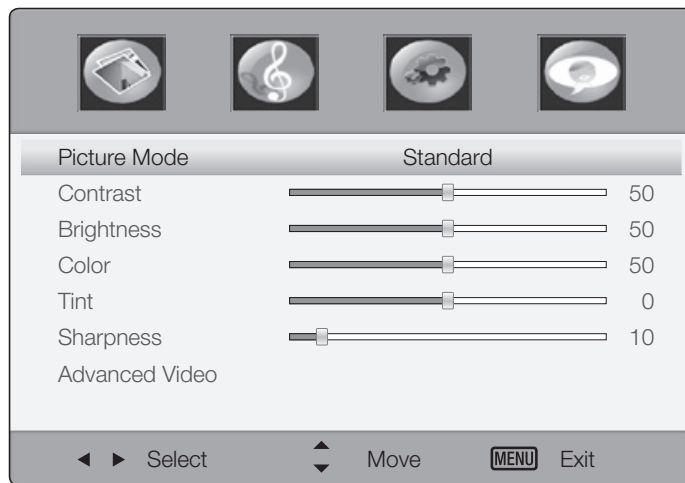 Picture Mode Standard
Contrast 50
Brightness 50
Color 50
Tint 0
Sharpness 10
Advanced Video
Select Move MENU Exit